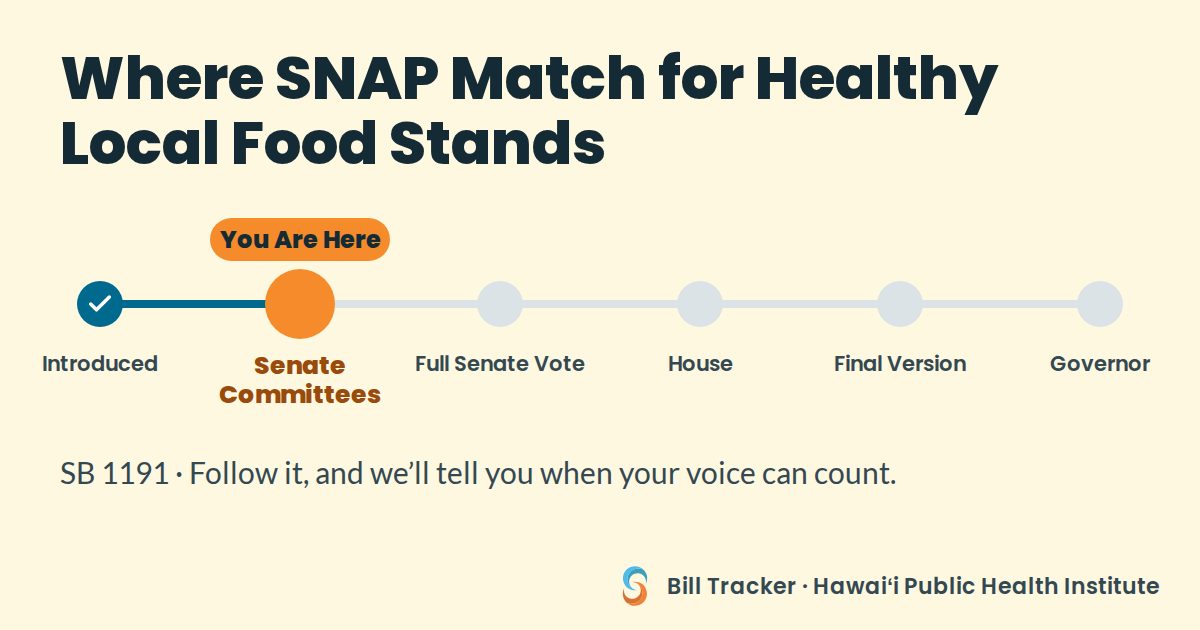 Where SNAP Match for Healthy
Local Food Stands
You Are Here
Introduced
Senate
Committees
Full Senate Vote
House
Final Version
Governor
SB 1191 · Follow it, and we’ll tell you when your voice can count.
Bill Tracker · Hawaiʻi Public Health Institute